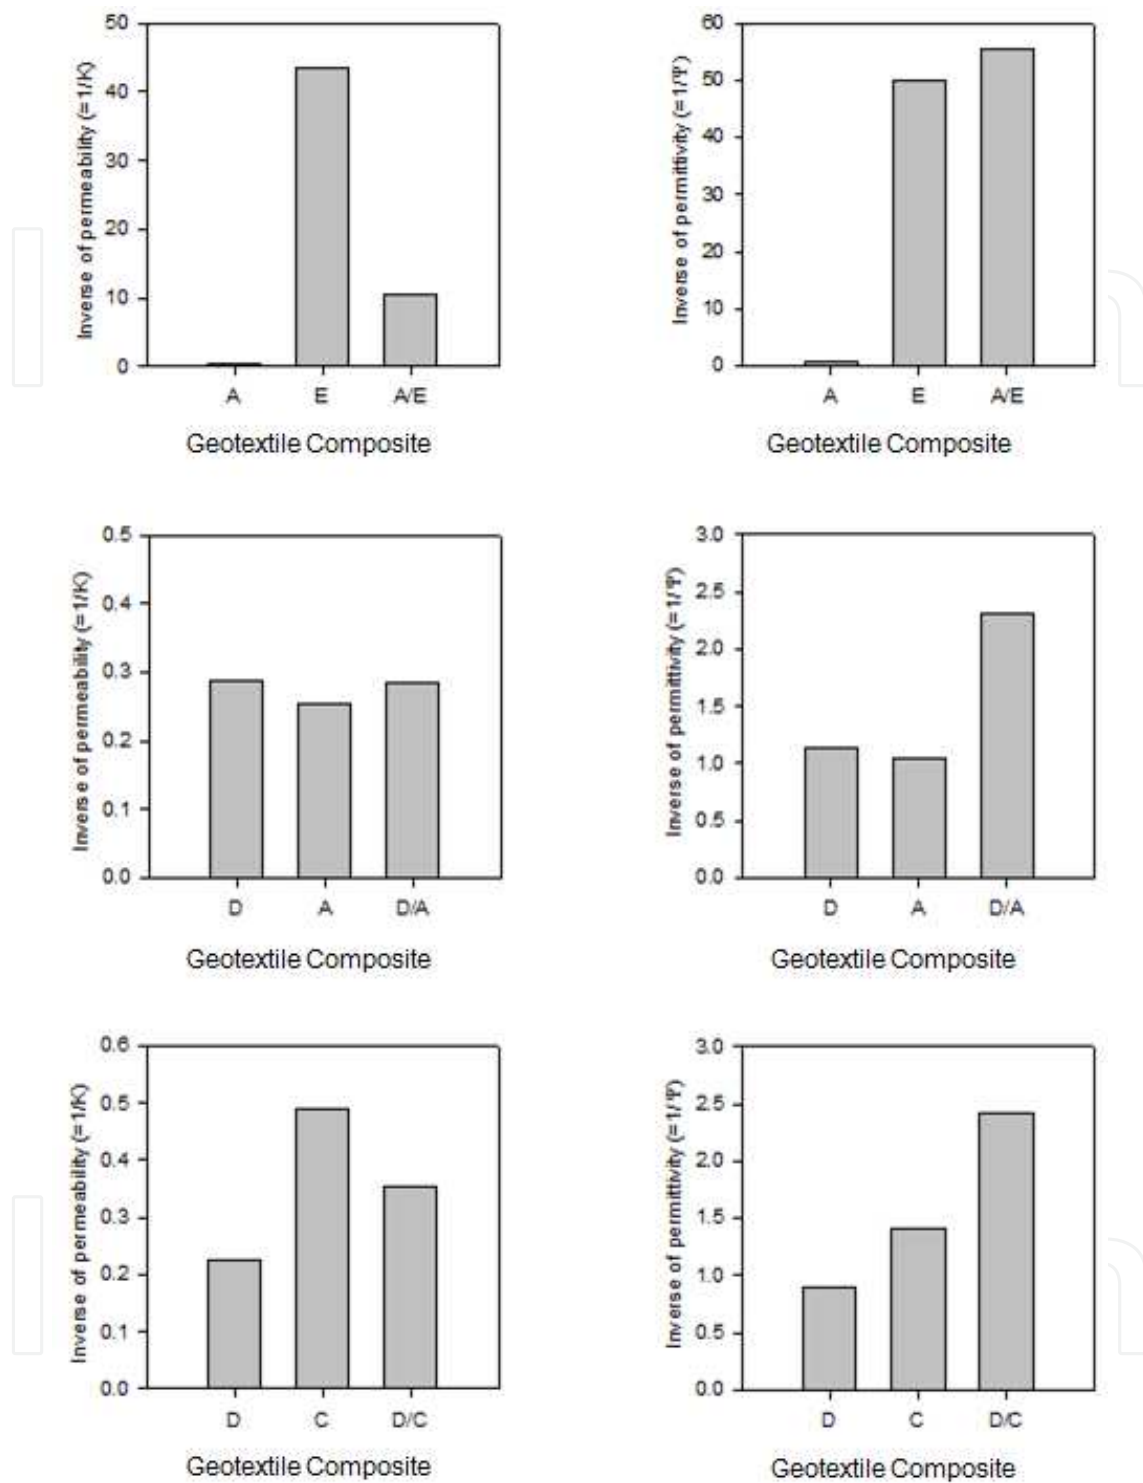 50
40
30
20
10
0
Inverse of permeability (=1/K)
A E A/E
Geotextile Composite
60
50
40
30
20
10
0
Inverse of permittivity (=1/Ψ)
A E A/E
Geotextile Composite
0.5
0.4
0.3
0.2
0.1
0.0
Inverse of permeability (=1/K)
D A D/A
Geotextile Composite
3.0
2.5
2.0
1.5
1.0
0.5
0.0
Inverse of permittivity (=1/Ψ)
D A D/A
Geotextile Composite
0.6
0.5
0.4
0.3
0.2
0.1
0.0
Inverse of permeability (=1/K)
D C D/C
Geotextile Composite
3.0
2.5
2.0
1.5
1.0
0.5
0.0
Inverse of permittivity (=1/Ψ)
D C D/C
Geotextile Composite